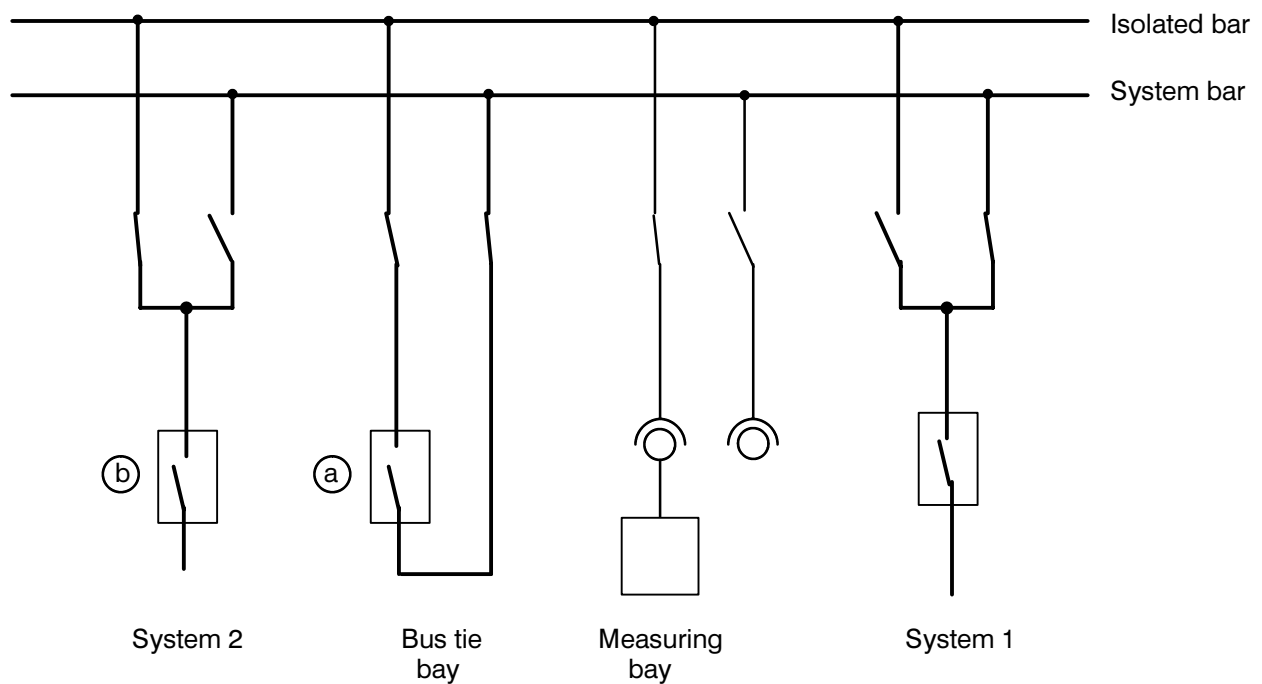 Isolated bar
System bar
b
a
System 2
Bus tie
bay
Measuring
bay
System 1